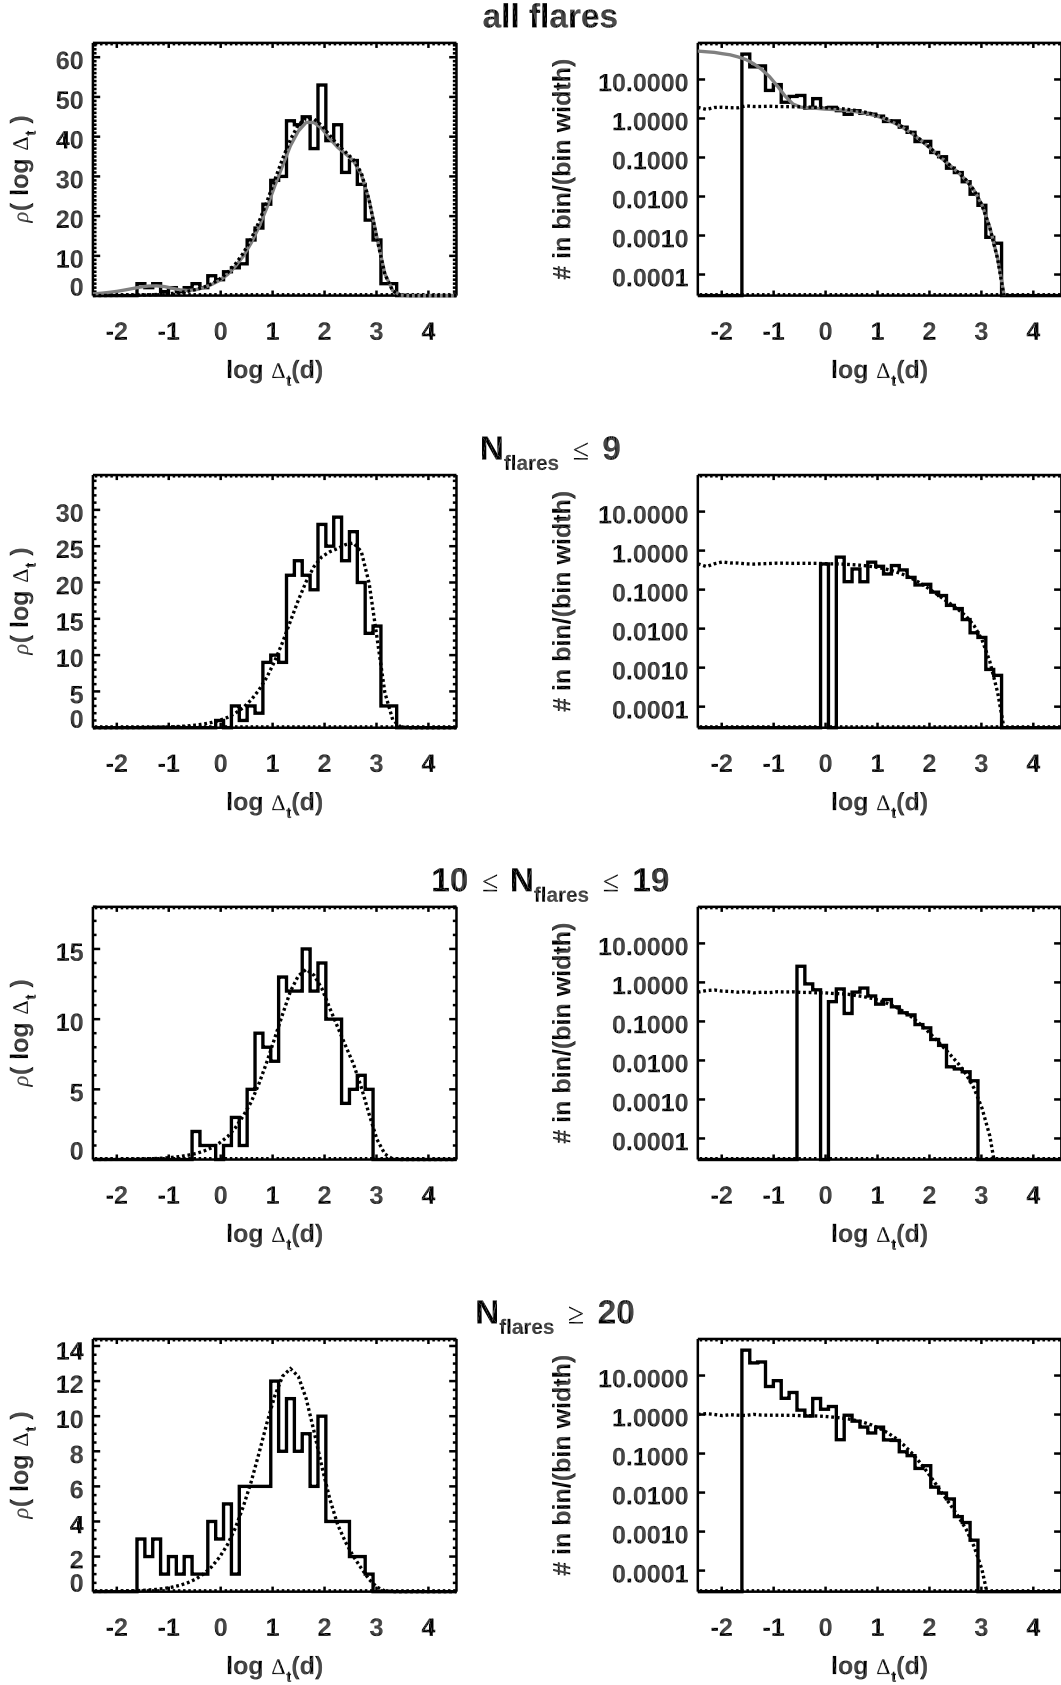 all flares
ρ( log Δt )
60
50
40
30
20
10
0
-2 -1 0 1 2 3 4
log Δt(d)
# in bin/(bin width)
10.0000
1.0000
0.1000
0.0100
0.0010
0.0001
-2 -1 0 1 2 3 4
log Δt(d)
Nflares ≤ 9
ρ( log Δt )
30
25
20
15
10
5
0
-2 -1 0 1 2 3 4
log Δt(d)
# in bin/(bin width)
10.0000
1.0000
0.1000
0.0100
0.0010
0.0001
-2 -1 0 1 2 3 4
log Δt(d)
10 ≤ Nflares ≤ 19
ρ( log Δt )
15
10
5
0
-2 -1 0 1 2 3 4
log Δt(d)
# in bin/(bin width)
10.0000
1.0000
0.1000
0.0100
0.0010
0.0001
-2 -1 0 1 2 3 4
log Δt(d)
Nflares ≥ 20
ρ( log Δt )
14
12
10
8
6
4
2
0
-2 -1 0 1 2 3 4
log Δt(d)
# in bin/(bin width)
10.0000
1.0000
0.1000
0.0100
0.0010
0.0001
-2 -1 0 1 2 3 4
log Δt(d)